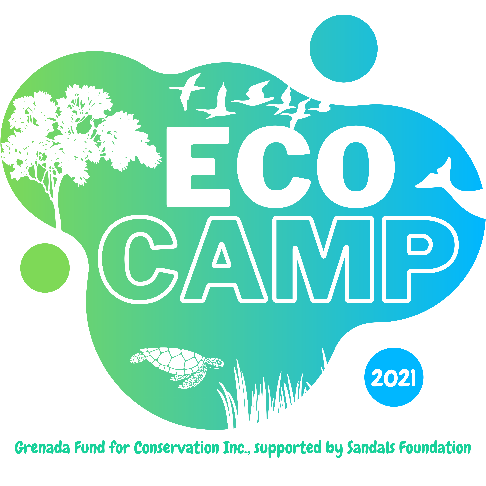 ECO
CAMP
2021
Grenada Fund for Conservation Inc., supported by Sandals Foundation